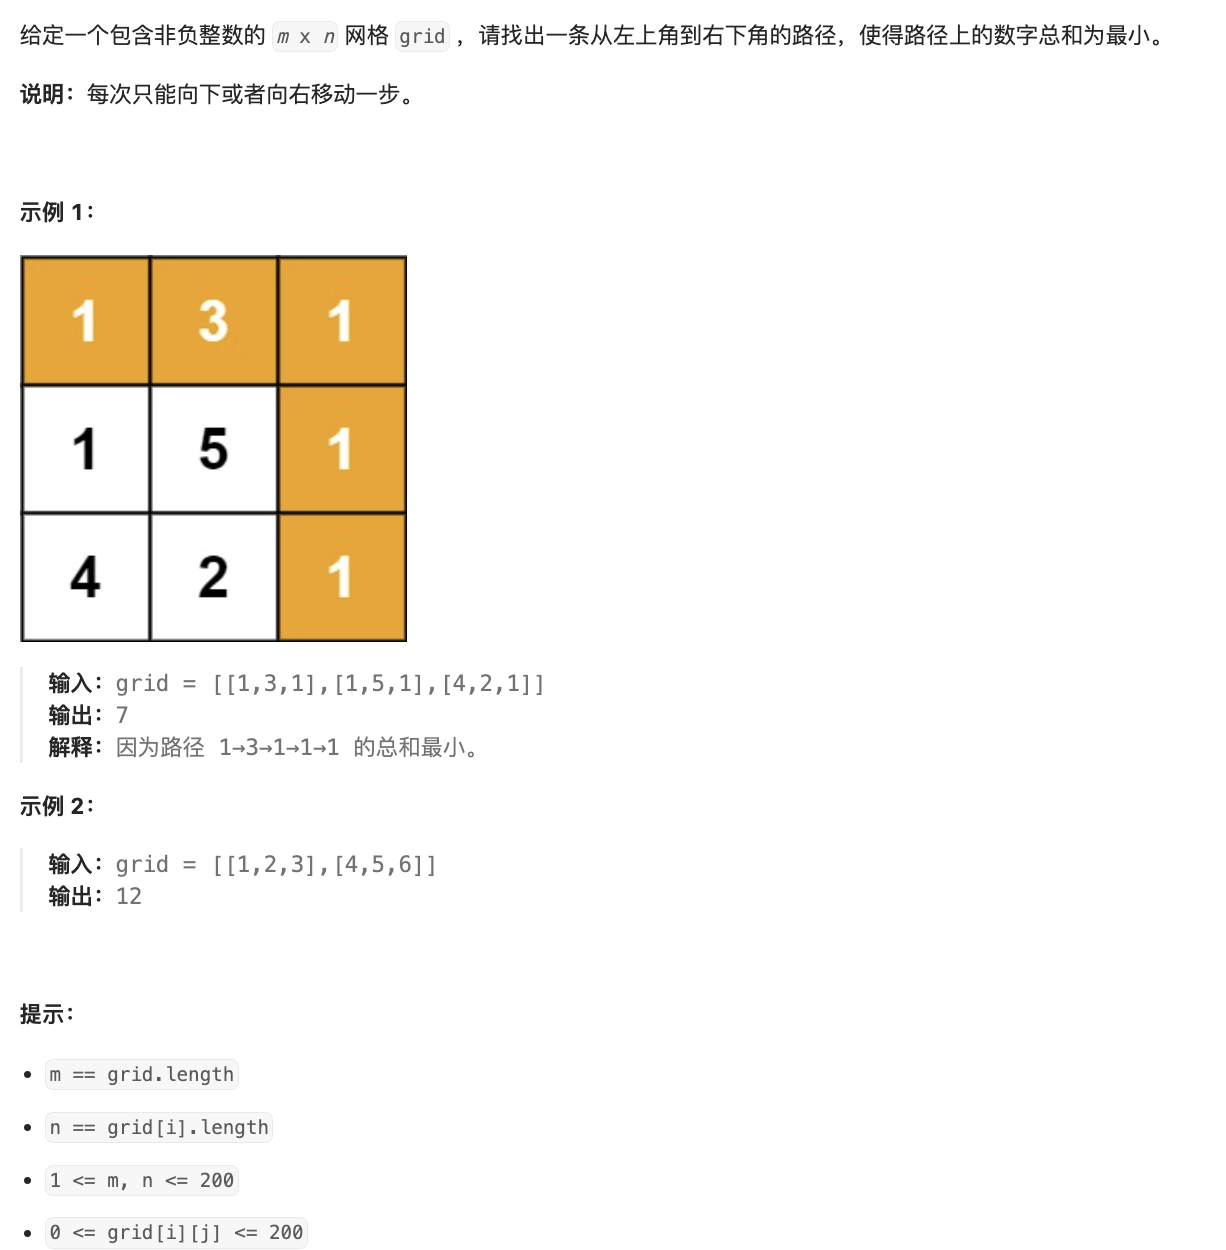 给定一个包含非负整数的 m x n 网格 grid ，请找出一条从左上角到右下角的路径，使得路径上的数字总和为最小。
说明：每次只能向下或者向右移动一步。
示例 1：
1 3 1
1 5 1
4 2 1
输入：grid = [[1,3,1],[1,5,1],[4,2,1]]
输出：7
解释：因为路径 1→3→1→1→1 的总和最小。
示例 2：
输入：grid = [[1,2,3],[4,5,6]]
输出：12
提示：
• m == grid.length
• n == grid[i].length
• 1 <= m, n <= 200
• 0 <= grid[i][j] <= 200